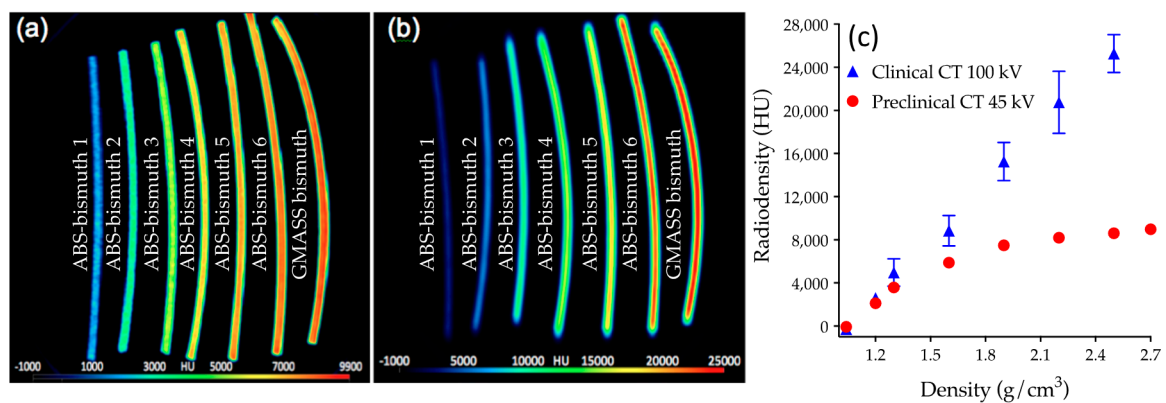 (a)
ABS-bismuth 1
ABS-bismuth 2
ABS-bismuth 3
ABS-bismuth 4
ABS-bismuth 5
ABS-bismuth 6
GMASS bismuth
-1000 1000 3000 HU 5000 7000 9900
(b)
ABS-bismuth 1
ABS-bismuth 2
ABS-bismuth 3
ABS-bismuth 4
ABS-bismuth 5
ABS-bismuth 6
GMASS bismuth
-1000 5000 10000 HU 15000 20000 25000
(c)
Clinical CT 100 kV
Preclinical CT 45 kV
Radiodensity (HU)
28,000
24,000
20,000
16,000
12,000
8,000
4,000
0
1.2 1.5 1.8 2.1 2.4 2.7
Density (g/cm³)